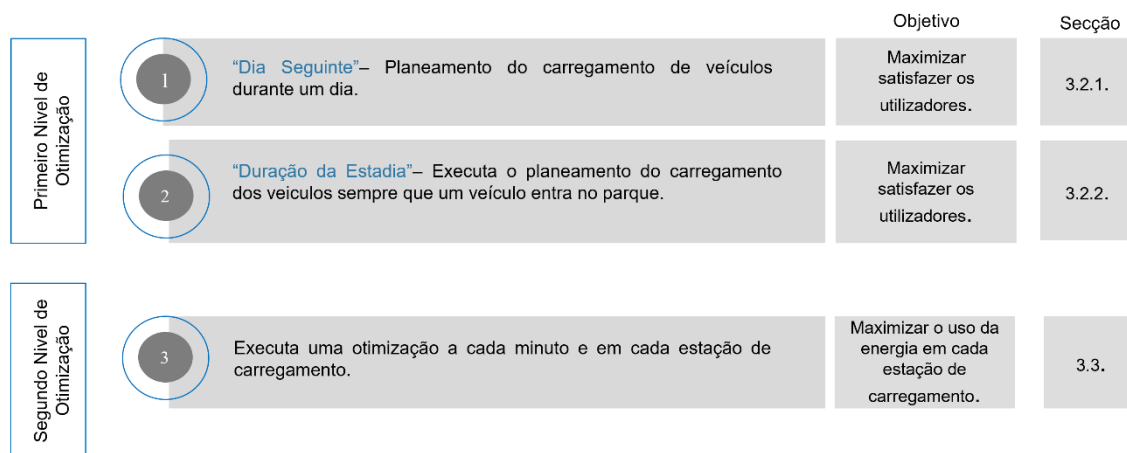 Objetivo
Secção
Primeiro Nivel de
Otimização
1
“Dia Seguinte”– Planeamento do carregamento de veículos
durante um dia.
Maximizar
satisfazer os
utilizadores.
3.2.1.
2
“Duração da Estadia”– Executa o planeamento do carregamento
dos veiculos sempre que um veículo entra no parque.
Maximizar
satisfazer os
utilizadores.
3.2.2.
Segundo Nivel de
Otimização
3
Executa uma otimização a cada minuto e em cada estação de
carregamento.
Maximizar o uso da
energia em cada
estação de
carregamento.
3.3.